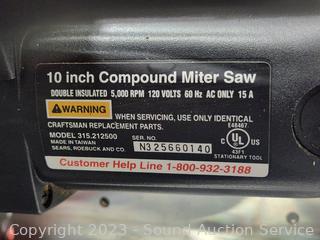 10 inch Compound Miter Saw
DOUBLE INSULATED 5,000 RPM 120 VOLTS 60 Hz AC ONLY 15 A
WARNING WHEN SERVICING, USE ONLY IDENTICAL
CRAFTSMAN REPLACEMENT PARTS.
MODEL 315.212500
MADE IN TAIWAN
SEARS, ROEBUCK AND CO.
SER. NO. N325660140
E48467
C UL US
43F1
STATIONARY TOOL
Customer Help Line 1-800-932-3188
Copyright 2023 - Sound Auction Service